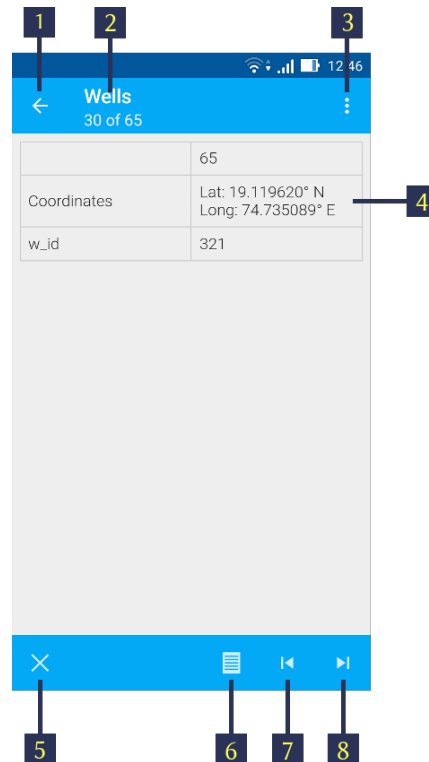 1 2 3
12:46
Wells
30 of 65
65
Coordinates
Lat: 19.119620° N
Long: 74.735089° E
4
w_id
321
5 6 7 8